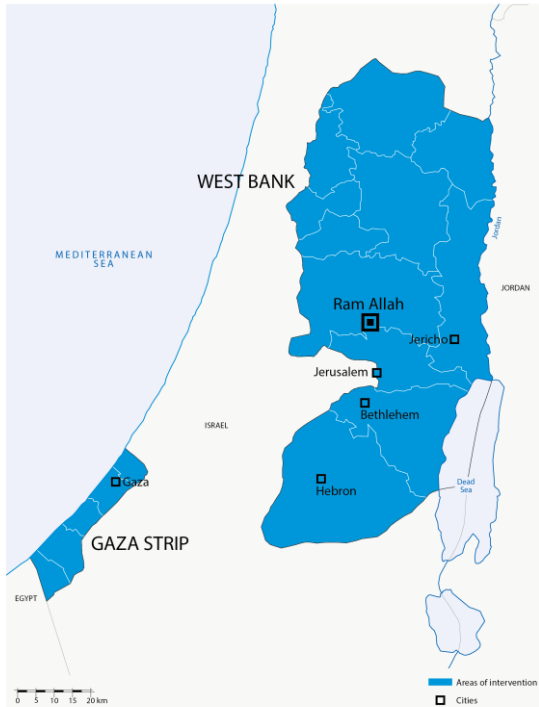 WEST BANK
MEDITERRANEAN
SEA
Jordan
JORDAN
Ram Allah
Jericho
Jerusalem
Bethlehem
ISRAEL
Gaza
Hebron
Dead
Sea
GAZA STRIP
EGYPT
0 5 10 15 20 km
Areas of intervention
Cities